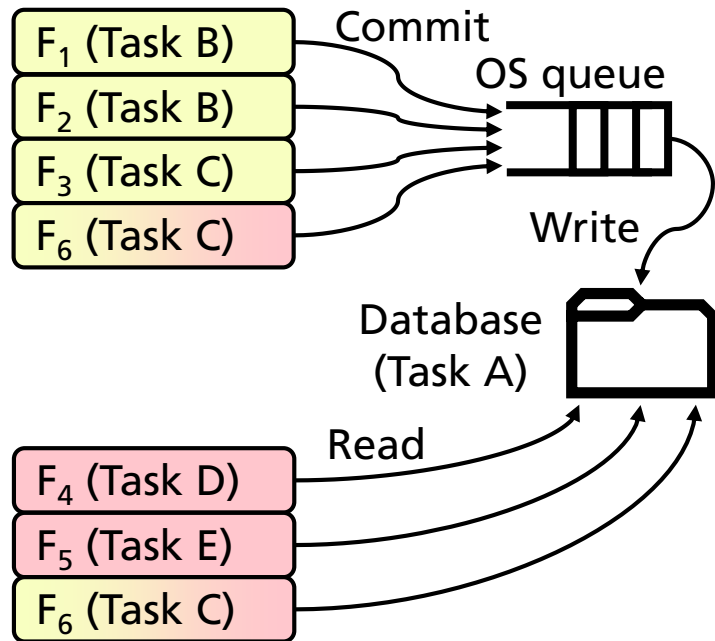 F₁ (Task B)
Commit
OS queue
F₂ (Task B)
F₃ (Task C)
F₆ (Task C)
Write
Database
(Task A)
Read
F₄ (Task D)
F₅ (Task E)
F₆ (Task C)